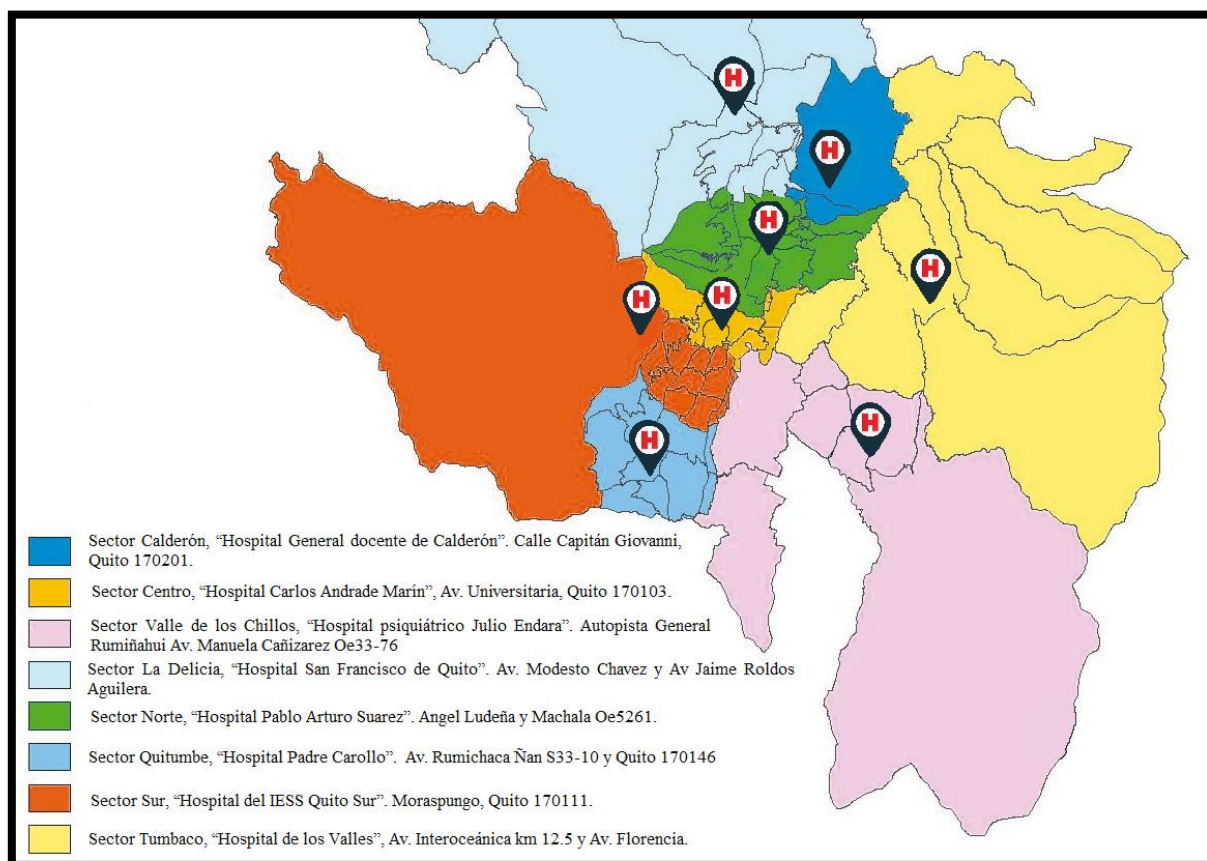 H
H
H
H
H
H
H
H
Sector Calderón, “Hospital General docente de Calderón”. Calle Capitán Giovanni,
Quito 170201.
Sector Centro, “Hospital Carlos Andrade Marín”, Av. Universitaria, Quito 170103.
Sector Valle de los Chillos, “Hospital psiquiátrico Julio Endara”. Autopista General
Rumiñahui Av. Manuela Cañizarez Oe33-76
Sector La Delicia, “Hospital San Francisco de Quito”. Av. Modesto Chavez y Av Jaime Roldos
Aguilera.
Sector Norte, “Hospital Pablo Arturo Suarez”. Angel Ludeña y Machala Oe5261.
Sector Quitumbe, “Hospital Padre Carollo”. Av. Rumichaca Ñan S33-10 y Quito 170146
Sector Sur, “Hospital del IESS Quito Sur”. Moraspungo, Quito 170111.
Sector Tumbaco, “Hospital de los Valles”, Av. Interoceánica km 12.5 y Av. Florencia.